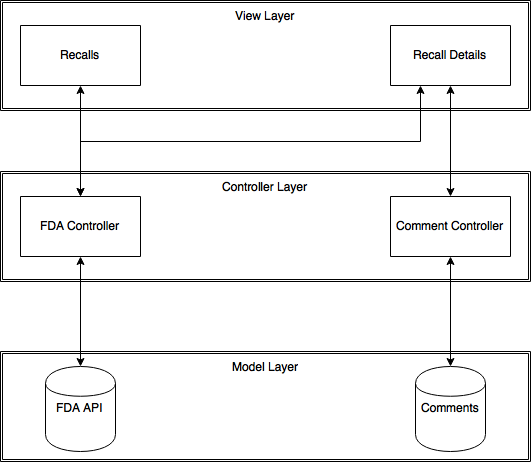 View Layer
Recalls
Recall Details
Controller Layer
FDA Controller
Comment Controller
Model Layer
FDA API
Comments